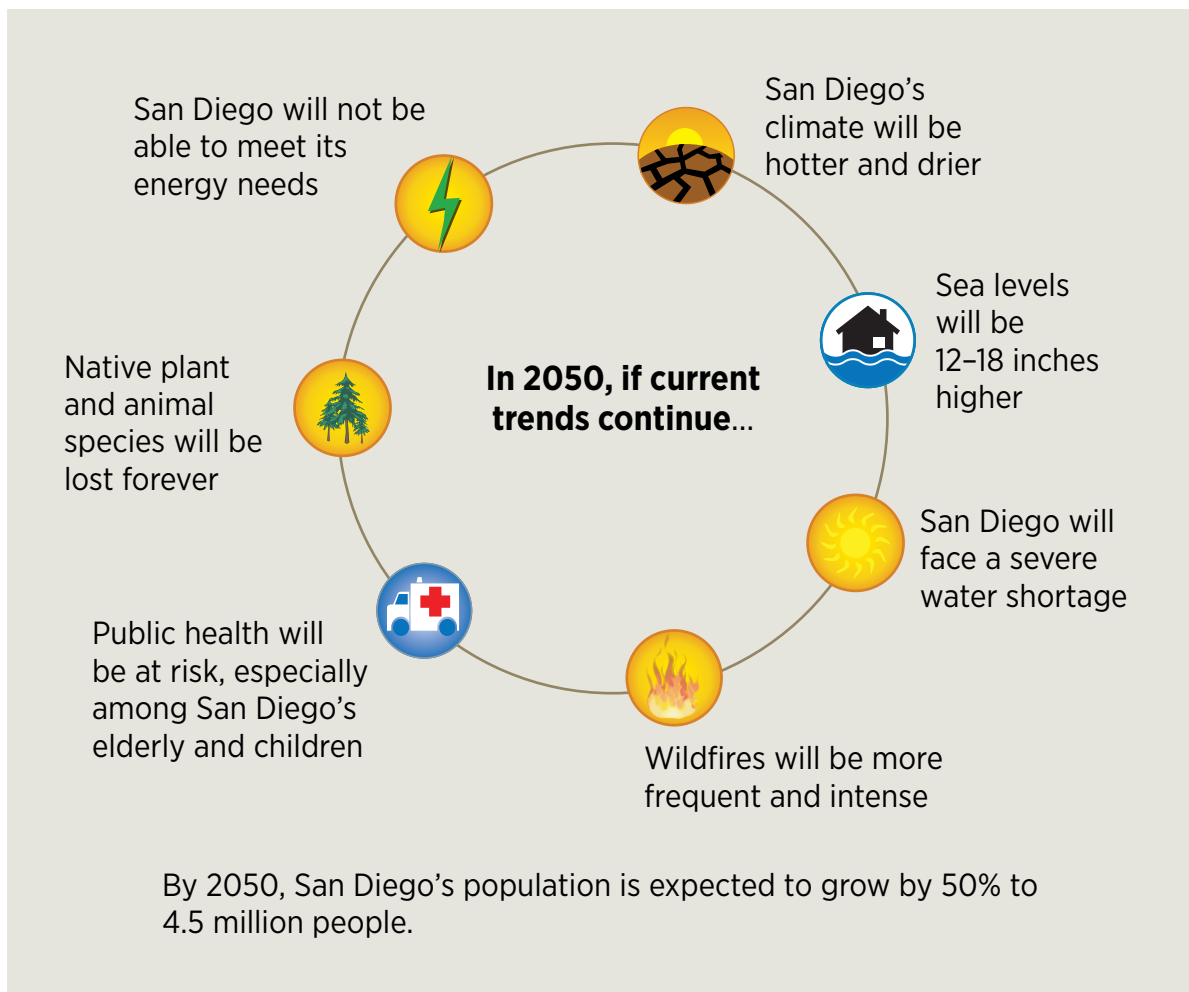 In 2050, if current
trends continue...
San Diego's
climate will be
hotter and drier
Sea levels
will be
12–18 inches
higher
San Diego will
face a severe
water shortage
Wildfires will be more
frequent and intense
Public health will
be at risk, especially
among San Diego's
elderly and children
Native plant
and animal
species will be
lost forever
San Diego will not be
able to meet its
energy needs
By 2050, San Diego's population is expected to grow by 50% to
4.5 million people.